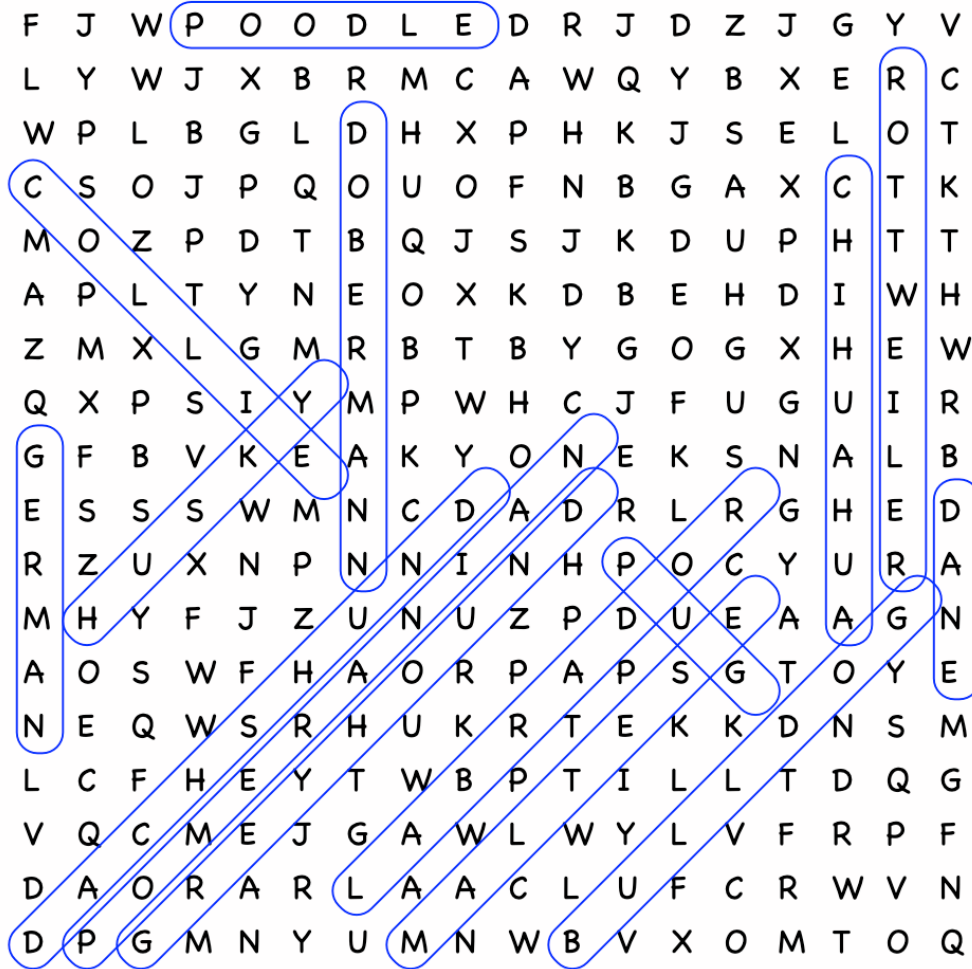 F J W P O O D L E D R J D Z J G Y V
L Y W J X B R M C A W Q Y B X E R C
W P L B G L D H X P H K J S E L O T
C S O J P Q O U O F N B G A X C T K
M O Z P D T B Q J S J K D U P H T T
A P L T Y N E O X K D B E H D I W H
Z M X L G M R B T B Y G O G X H E W
Q X P S I Y M P W H C J F U G U I R
G F B V K E A K Y O N E K S N A L B
E S S S W M N C D A D R L R G H E D
R Z U X N P N N I N H P O C Y U R A
M H Y F J Z U N U Z P D U E A A G N
A O S W F H A O R P A P S G T O Y E
N E Q W S R H U K R T E K K D N S M
L C F H E Y T W B P T I L L T D Q G
V Q C M E J G A W L W Y L V F R P F
D A O R A R L A A C L U F C R W V N
D P G M N Y U M N W B V X O M T O Q